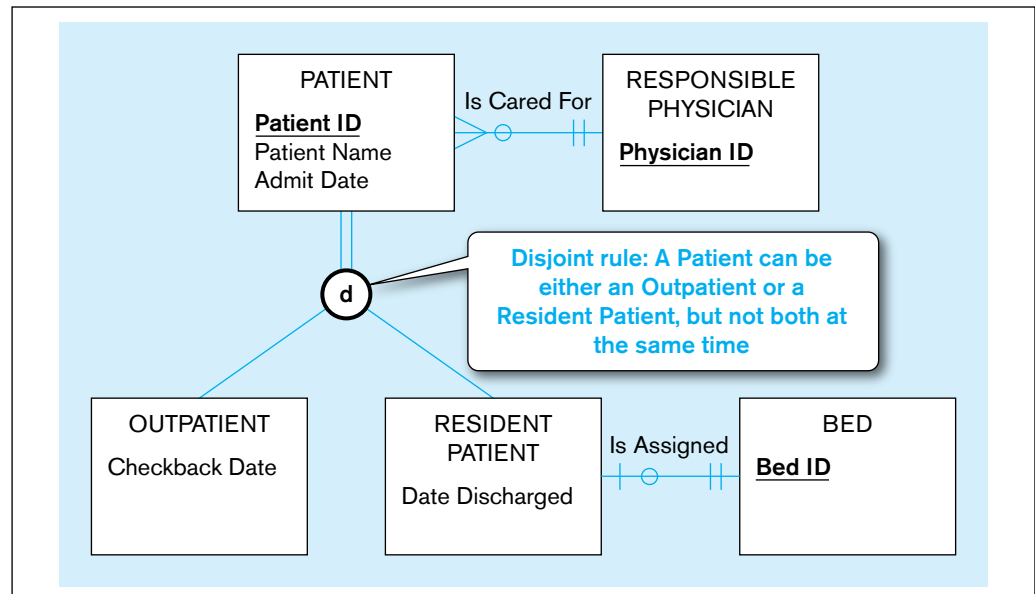 PATIENT
Patient ID
Patient Name
Admit Date
Is Cared For
RESPONSIBLE
PHYSICIAN
Physician ID
d
Disjoint rule: A Patient can be
either an Outpatient or a
Resident Patient, but not both at
the same time
OUTPATIENT
Checkback Date
RESIDENT
PATIENT
Date Discharged
Is Assigned
BED
Bed ID